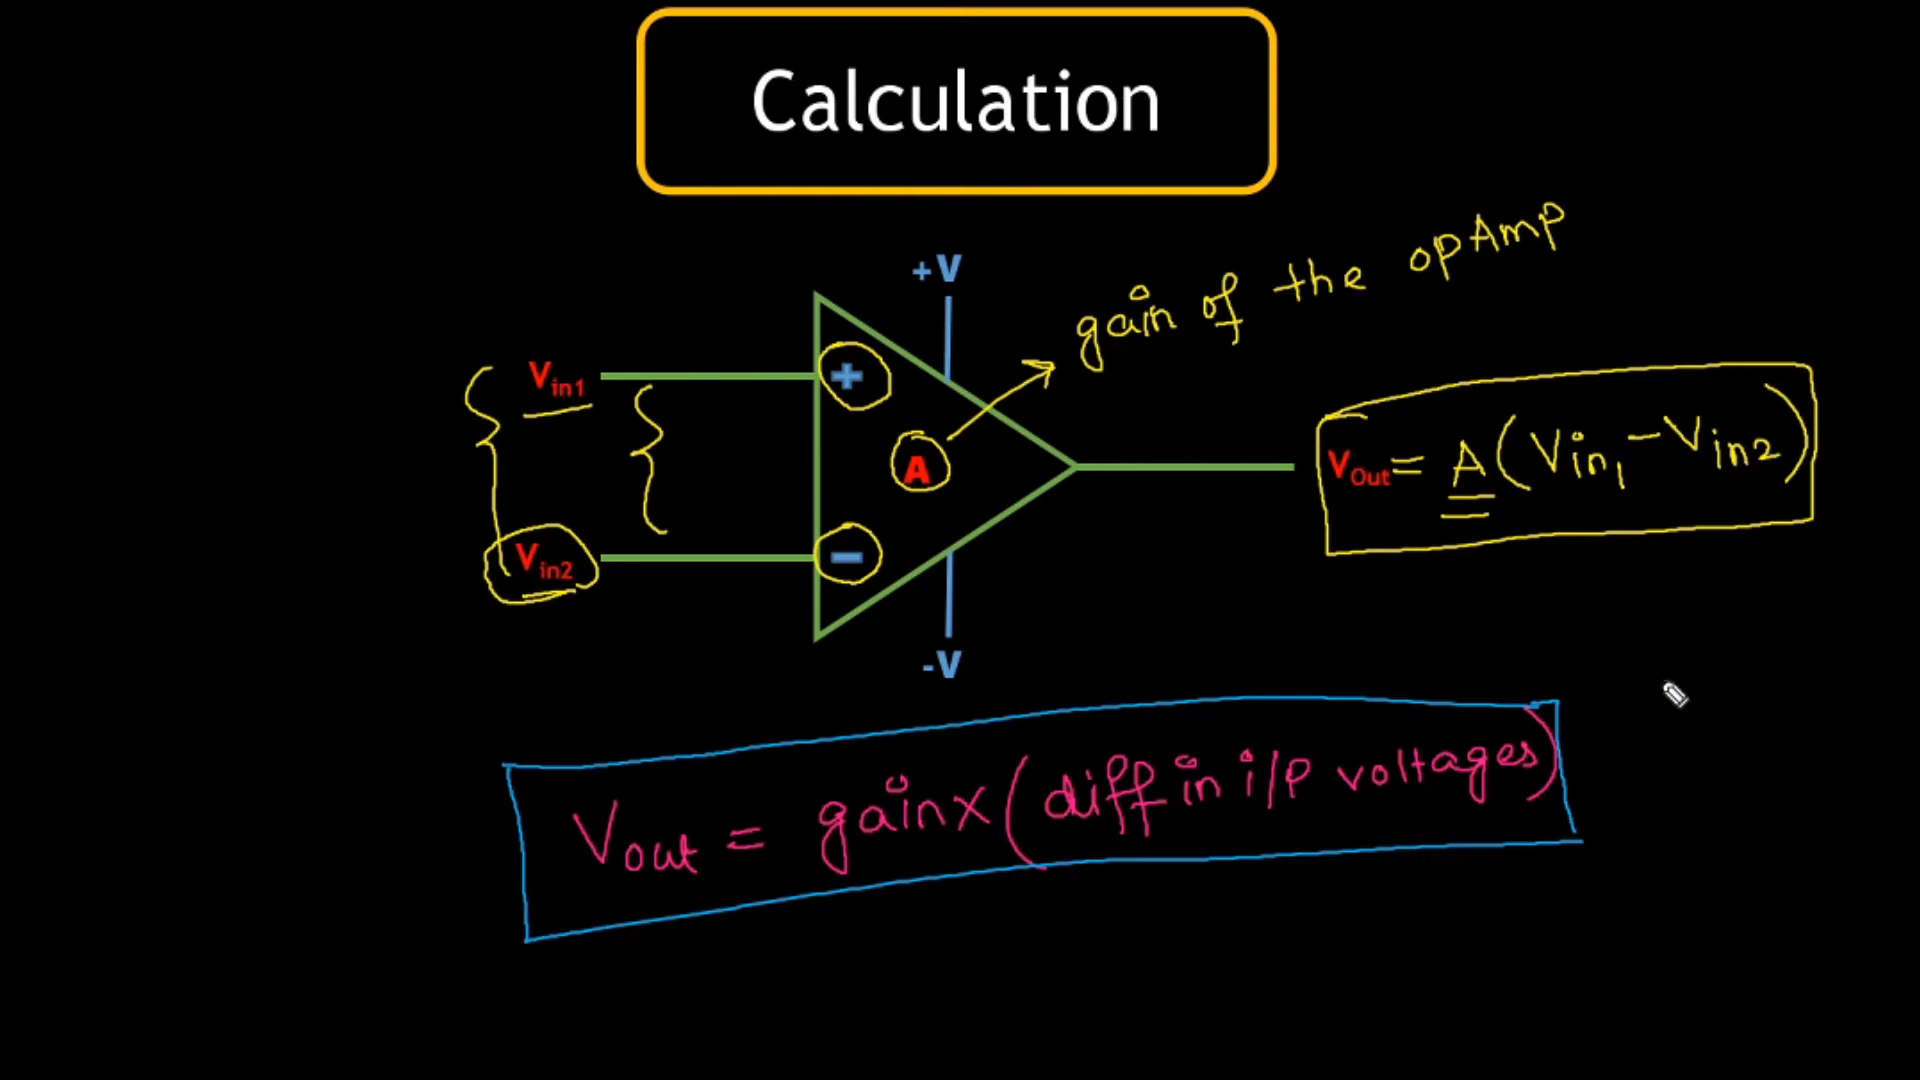 Calculation
+V
gain of the opAmp
Vin1
+
A
VOut = A(Vin1 - Vin2)
Vin2
-
-V
Vout = gain x (diff in i/p voltages)